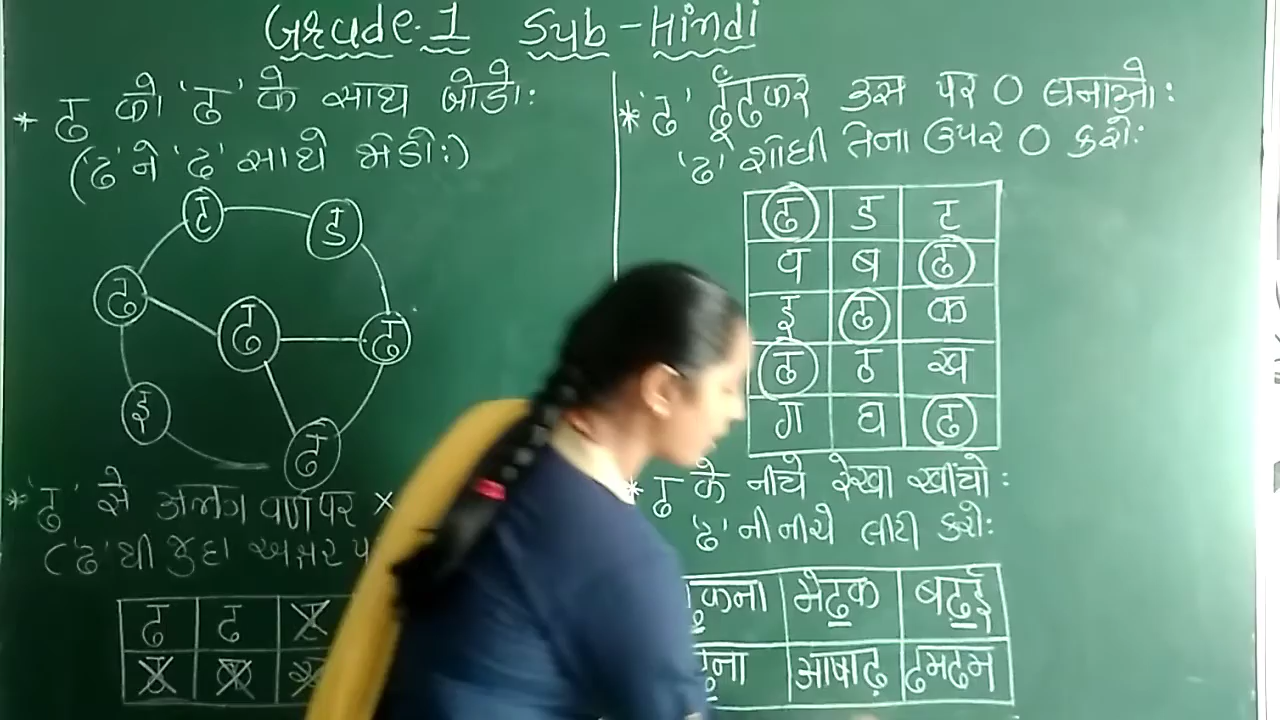 Grade-1 Sub-Hindi
* ढ को 'ढ' के साथ जोडो:
('ઢ' ને 'ઢ' સાથે જોડો:)
ट ड
ढ ढ ढ
इ ढ
* 'ढ' से अलग वर्ण पर ×
('ઢ' થી જુદા અક્ષર
ढ ढ
* 'ढ' ढूँढकर उस पर O बनाओ:
'ઢ' શોધી તેના ઉપર O કરો:
ढ ड ट
व ब ढ
इ ढ क
ढ ठ ख
ग घ ढ
* ढ के नीचे रेखा खींचो:
'ઢ' ની નીચે લીટી કરો:
कना मेढक बढ़ई
ना आषाढ़ ढमढम